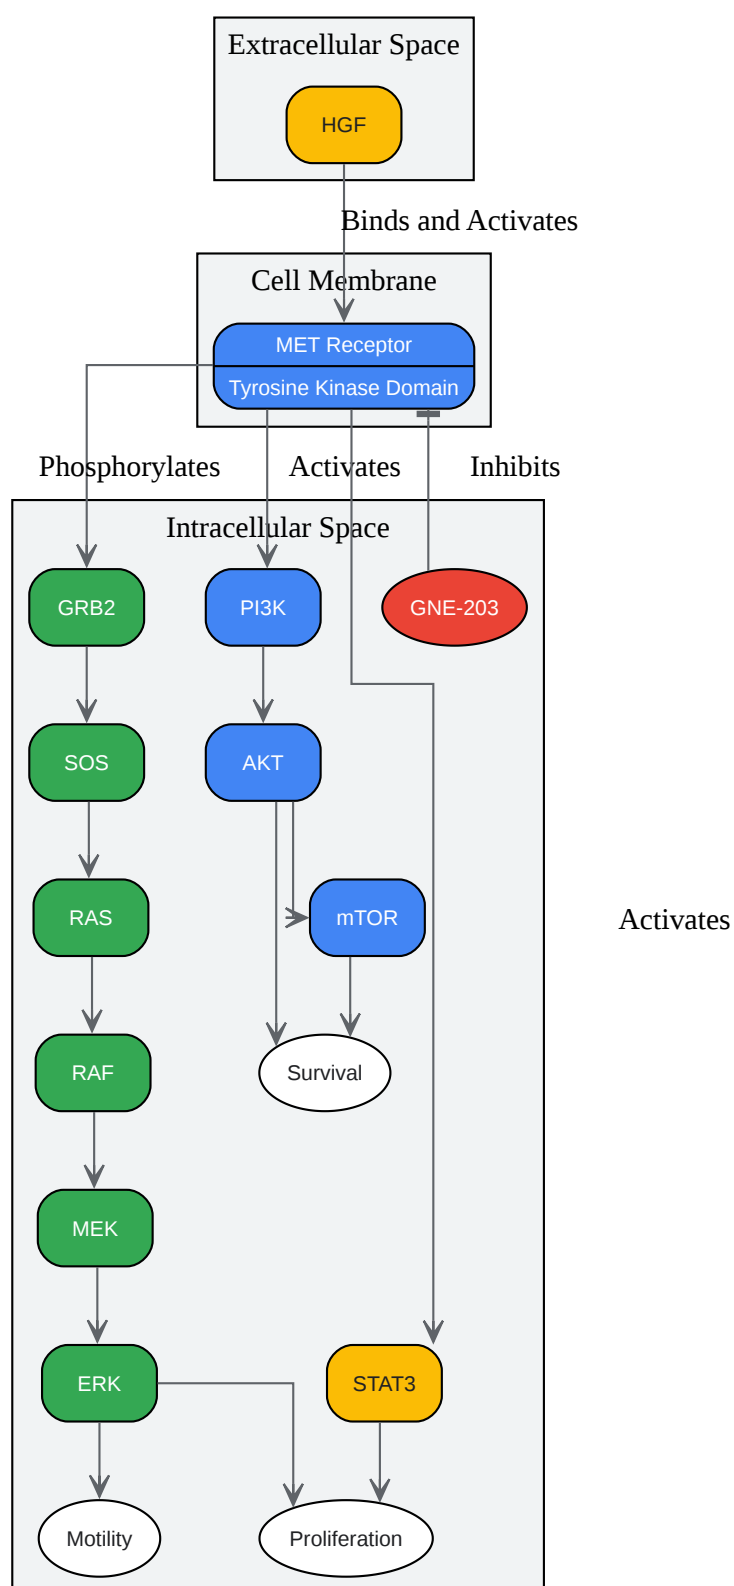 Extracellular Space
HGF
Binds and Activates
Cell Membrane
MET Receptor
Tyrosine Kinase Domain
Phosphorylates
Activates
Inhibits
Intracellular Space
GRB2
PI3K
GNE-203
SOS
AKT
RAS
mTOR
Activates
RAF
Survival
MEK
ERK
STAT3
Motility
Proliferation